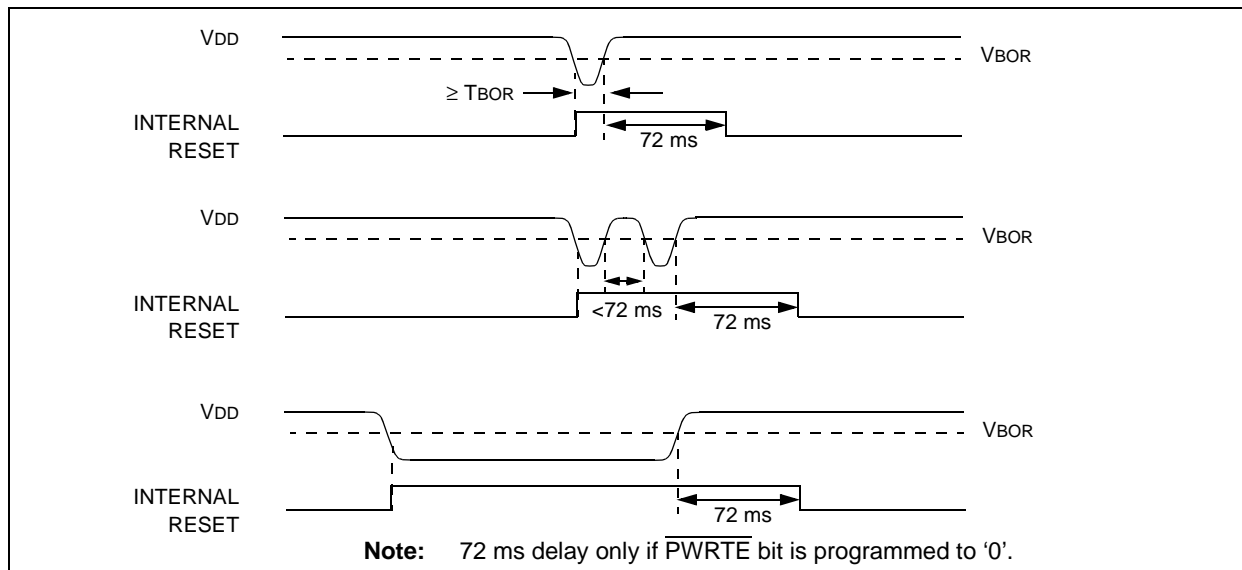 VDD
VBOR
≥ TBOR
INTERNAL
RESET
72 ms
VDD
VBOR
INTERNAL
RESET
<72 ms
72 ms
VDD
VBOR
INTERNAL
RESET
72 ms
Note: 72 ms delay only if PWRTE bit is programmed to ‘0’.